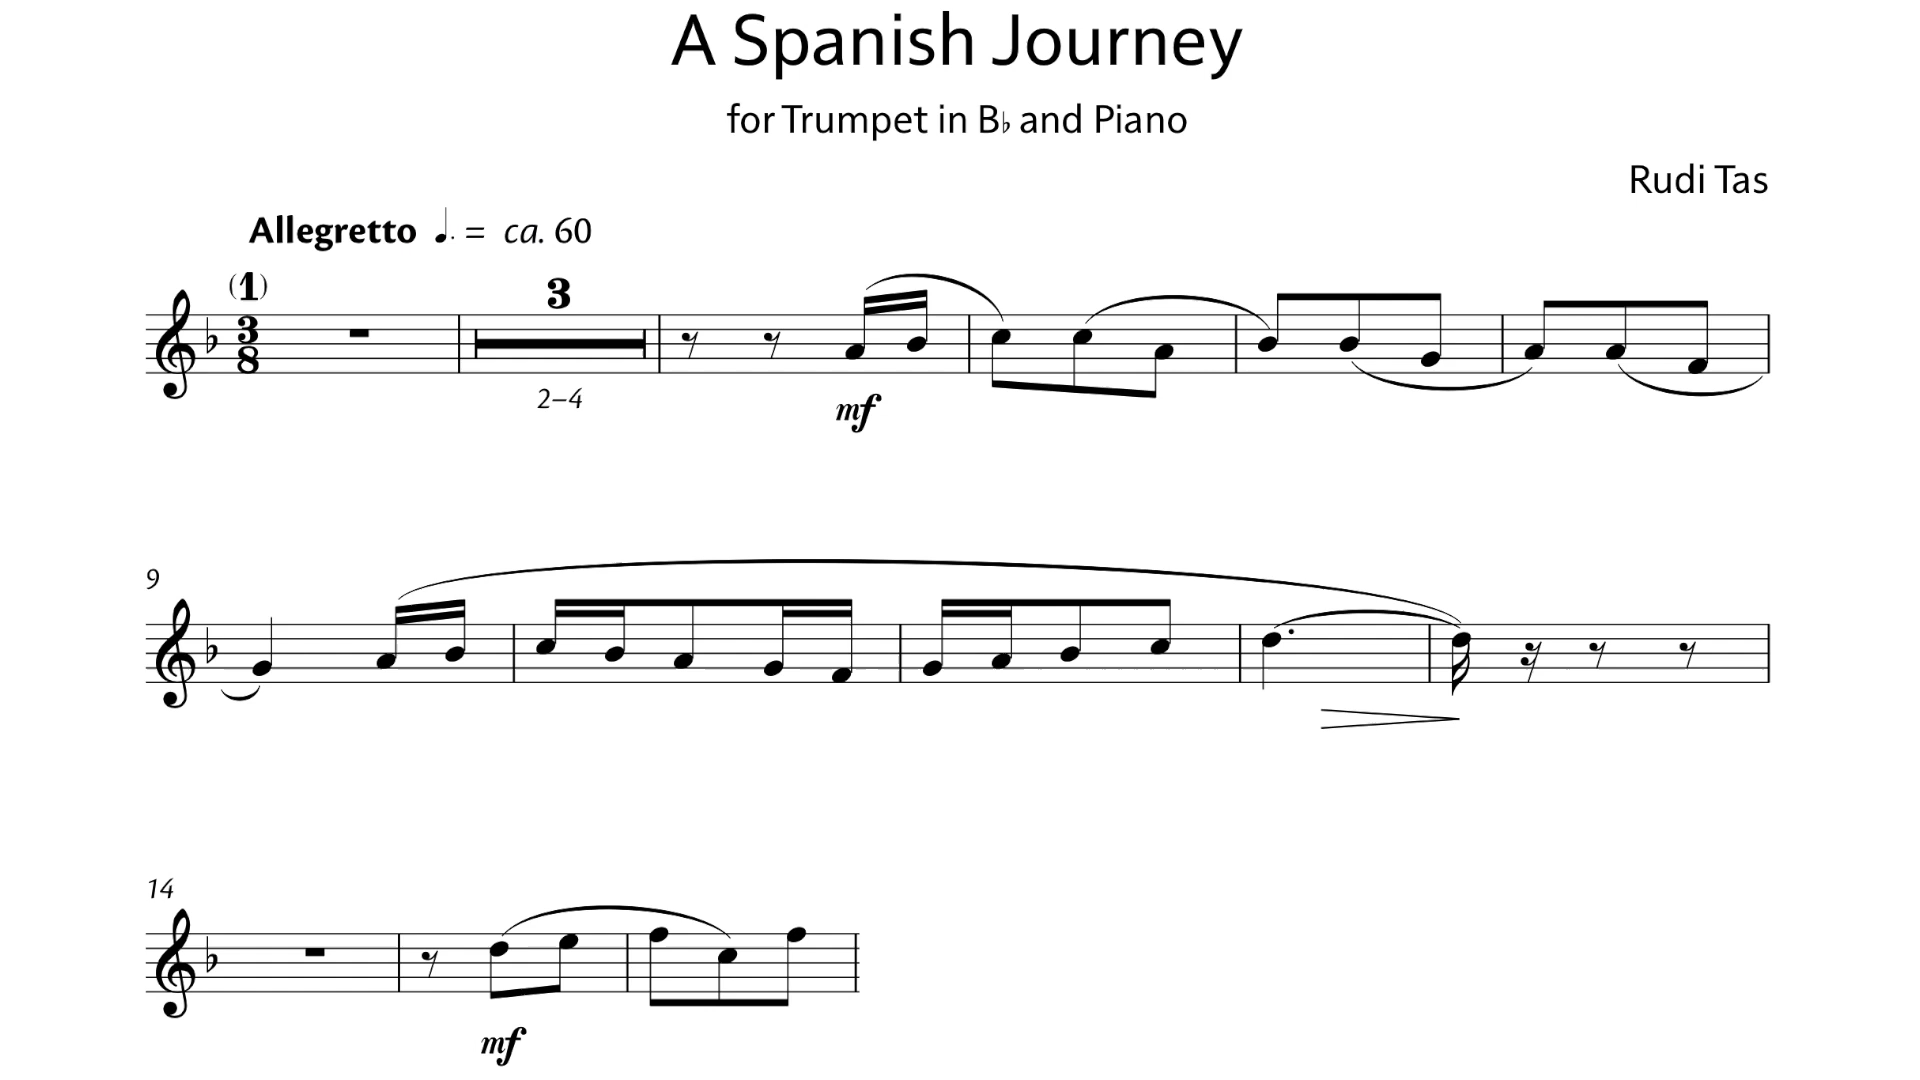 A Spanish Journey
for Trumpet in B♭ and Piano
Rudi Tas
Allegretto ♩. = ca. 60
(1)
3
3
8
2–4
mf
9
14
mf